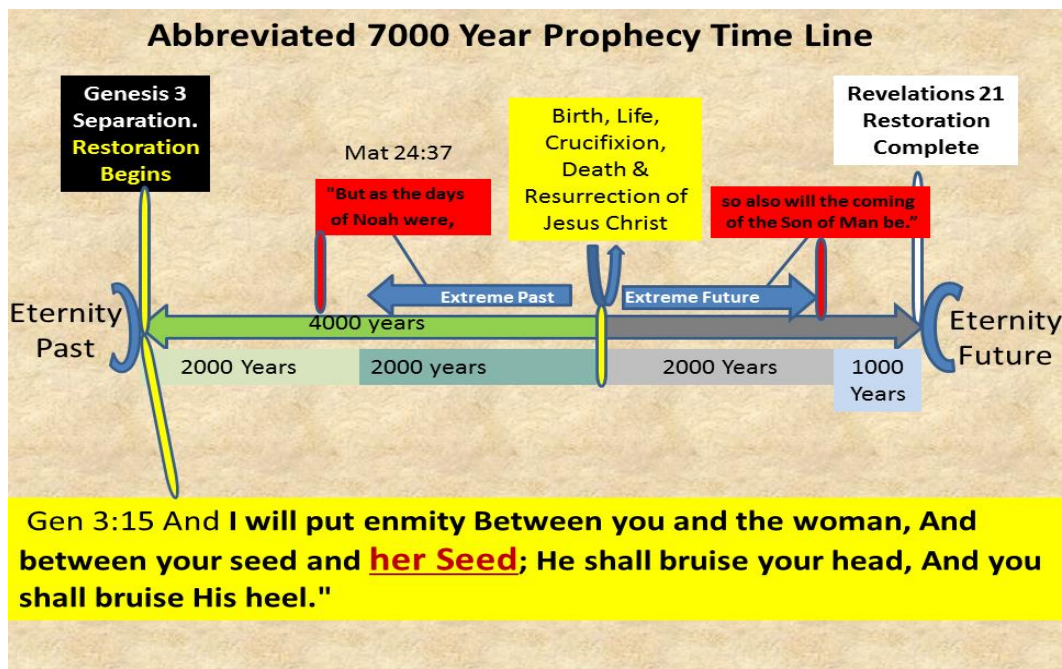 Abbreviated 7000 Year Prophecy Time Line
Genesis 3
Separation.
Restoration
Begins
Mat 24:37
"But as the days
of Noah were,
Birth, Life,
Crucifixion,
Death &
Resurrection of
Jesus Christ
so also will the coming
of the Son of Man be.”
Revelations 21
Restoration
Complete
Eternity
Past
Extreme Past
Extreme Future
Eternity
Future
4000 years
2000 Years
2000 years
2000 Years
1000
Years
Gen 3:15 And I will put enmity Between you and the woman, And
between your seed and her Seed; He shall bruise your head, And you
shall bruise His heel."